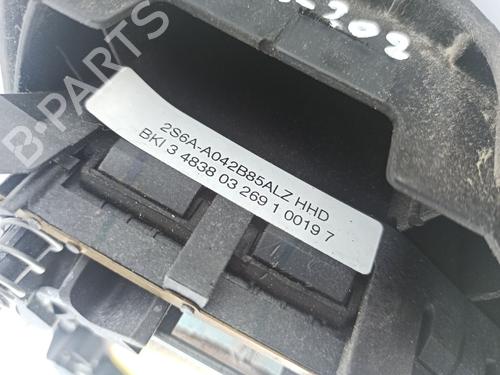 B-PARTS
2S6A-A042B85ALZ HHD
BKI 3 4838 03 269 1 0019 7